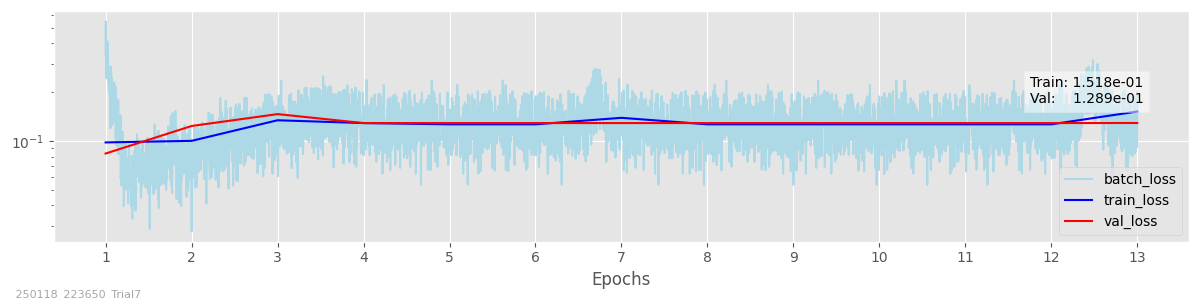 Train: 1.518e-01
Val: 1.289e-01
10⁻¹
batch_loss
train_loss
val_loss
1 2 3 4 5 6 7 8 9 10 11 12 13
Epochs
250118_223650_Trial7